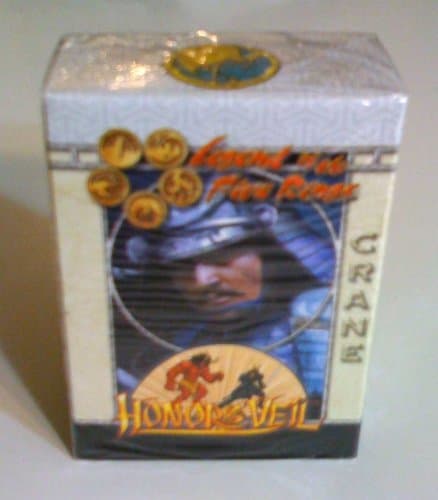 Legend of the
Five Rings
CRANE
HONOR'S VEIL